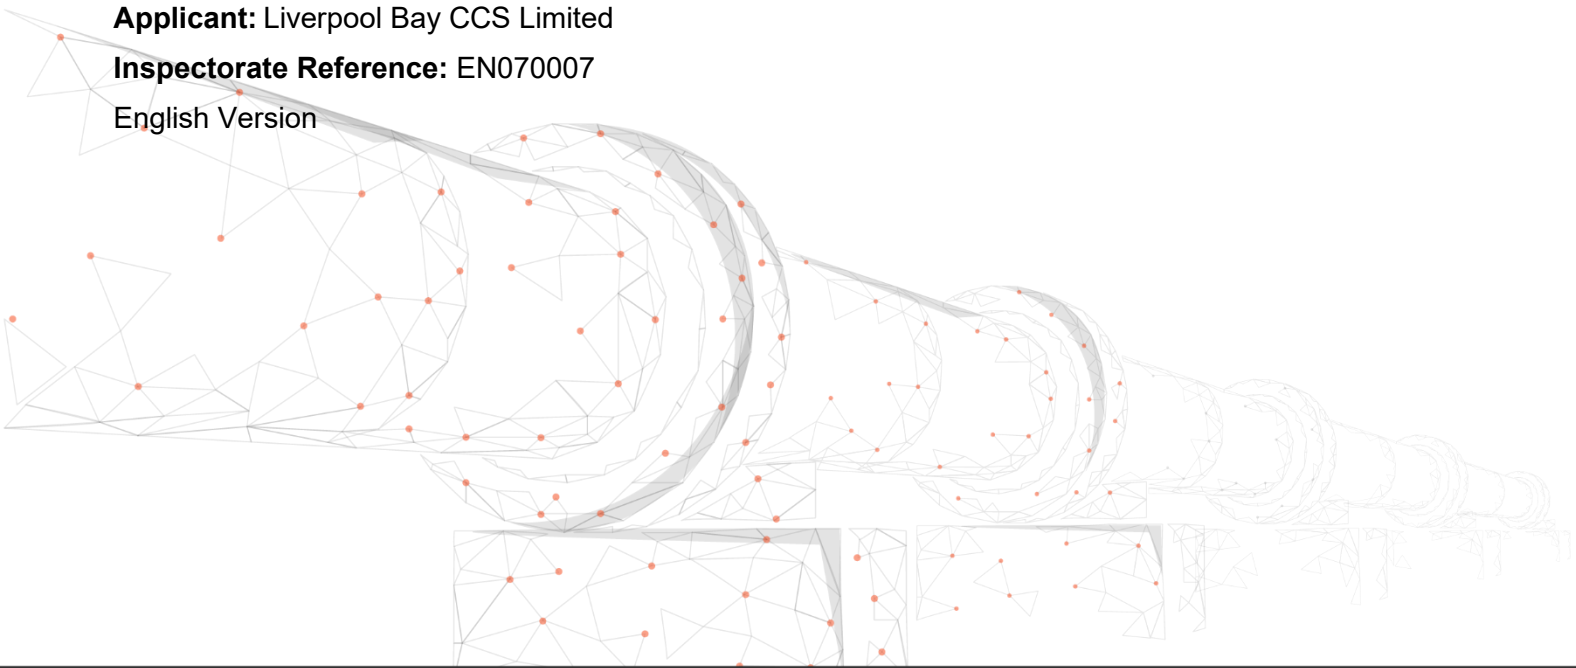 Applicant: Liverpool Bay CCS Limited
Inspectorate Reference: EN070007
English Version